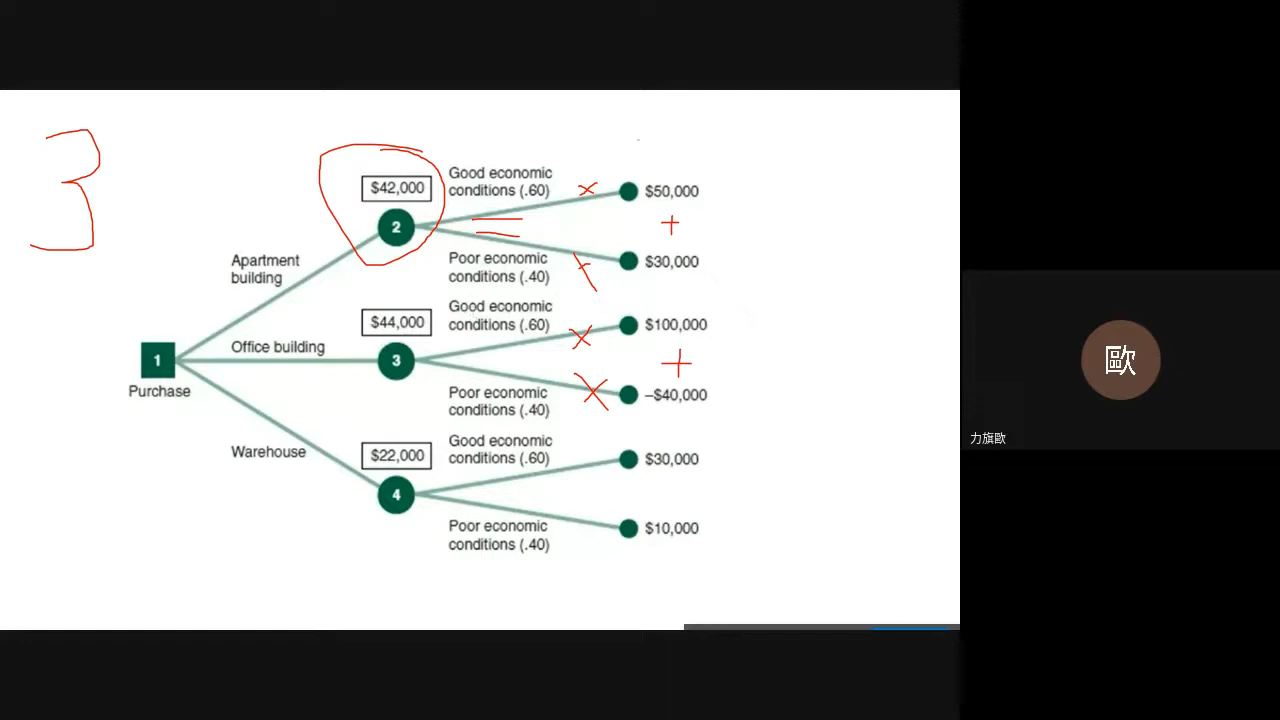 3
$42,000
2
Good economic
conditions (.60)
×
$50,000
=
+
Poor economic
conditions (.40)
×
$30,000
Apartment
building
$44,000
3
Good economic
conditions (.60)
×
$100,000
Office building
+
1
Purchase
Poor economic
conditions (.40)
×
–$40,000
Warehouse
$22,000
4
Good economic
conditions (.60)
$30,000
Poor economic
conditions (.40)
$10,000
歐
力旗歐